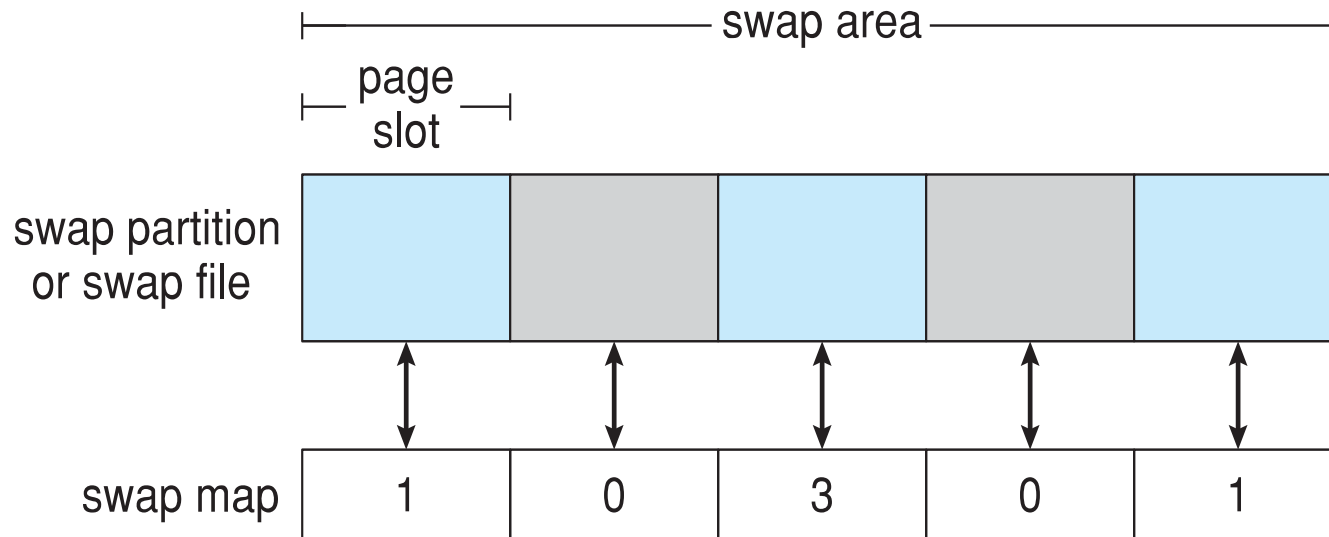 swap area
page
slot
swap partition
or swap file
swap map 1 0 3 0 1